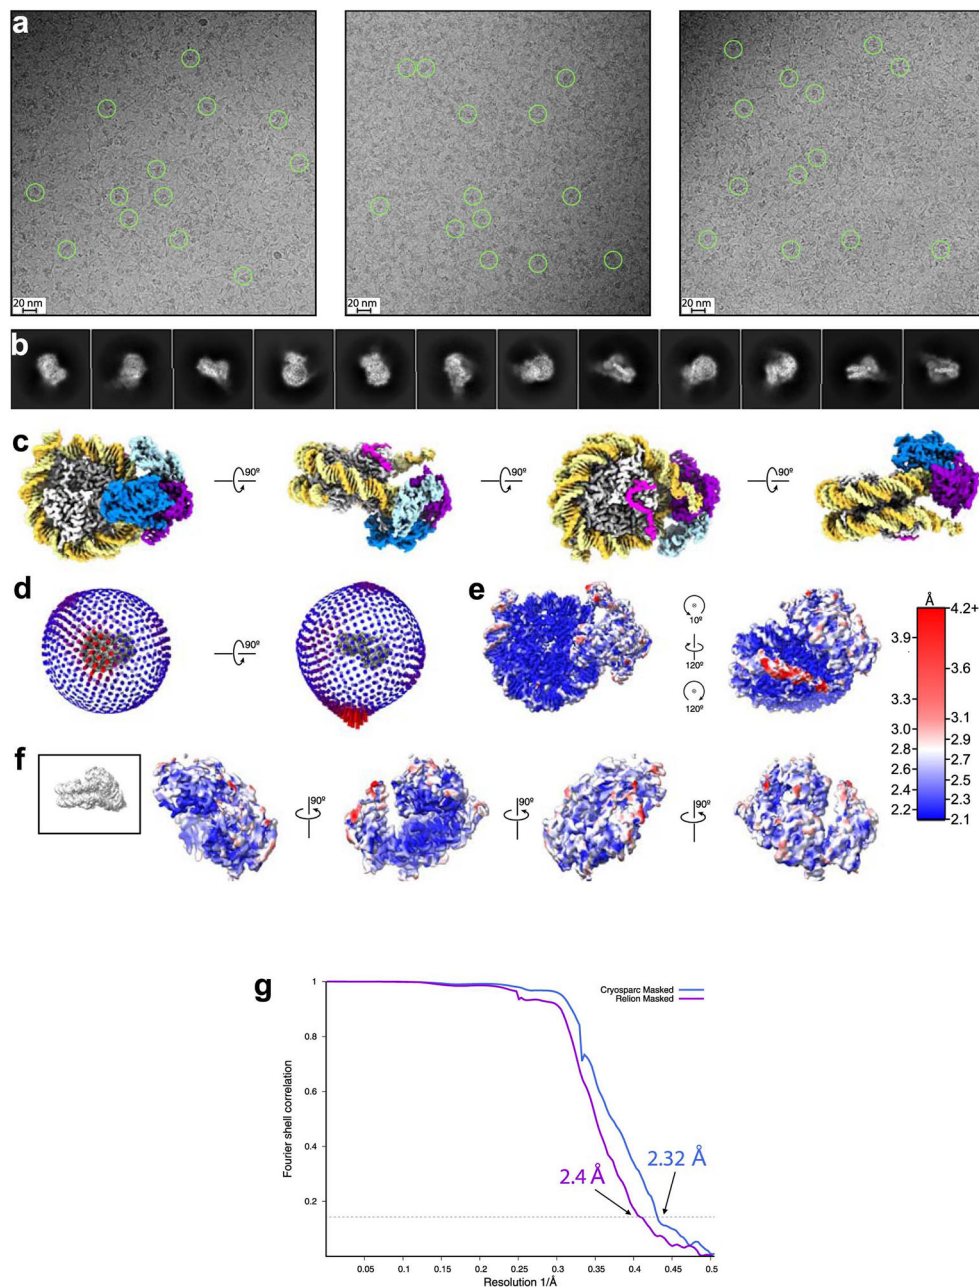 a
20 nm
20 nm
20 nm
b
c
90º
90º
90º
d
90º
e
10º
120º
120º
Å
4.2+
3.9
3.3
3.0
2.9
2.8
2.7
2.6
2.5
2.4
2.3
2.2
2.1
f
90º
90º
90º
90º
g
1
0.8
0.6
0.4
0.2
Fourier shell correlation
Cryosparc Masked
Relion Masked
2.4 Å
2.32 Å
0.05
0.1
0.15
0.2
0.25
0.3
0.35
0.4
0.45
0.5
Resolution 1/Å